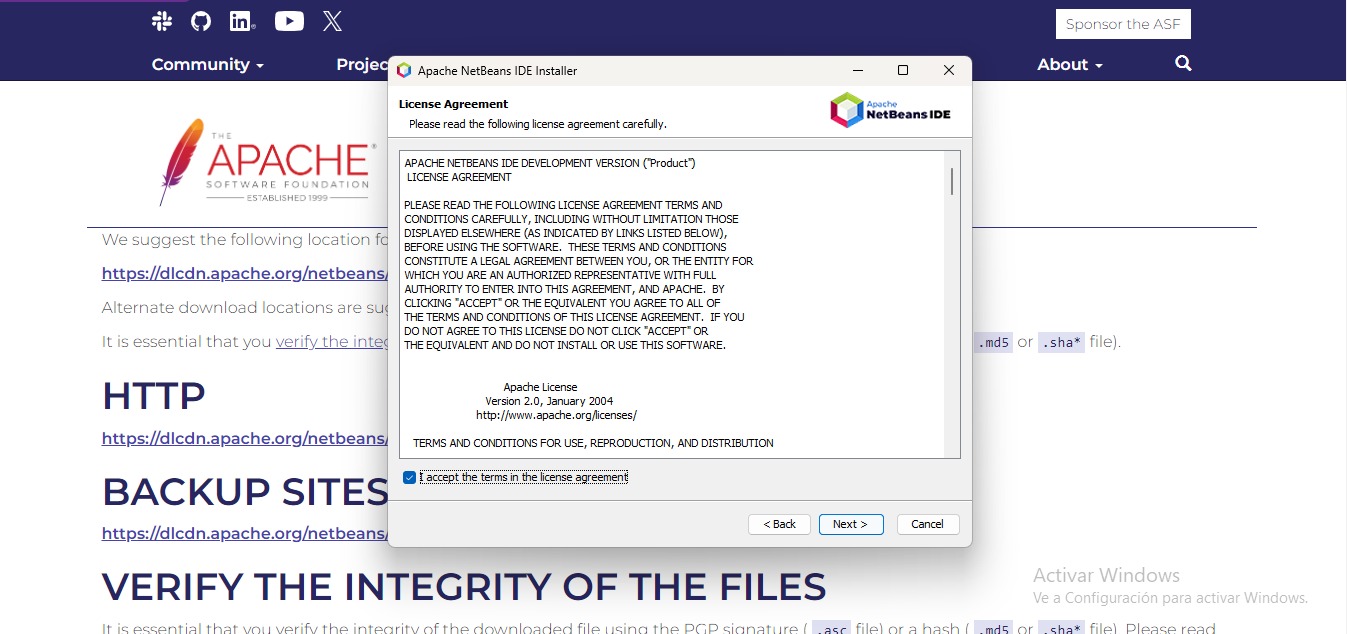 Sponsor the ASF
Community
Projec
About
Apache NetBeans IDE Installer
License Agreement
Please read the following license agreement carefully.
Apache
NetBeans IDE
THE
APACHE®
SOFTWARE FOUNDATION
ESTABLISHED 1999
We suggest the following location fo
https://dlcdn.apache.org/netbeans/
Alternate download locations are sug
It is essential that you verify the integ
.md5 or .sha* file).
HTTP
https://dlcdn.apache.org/netbeans/
BACKUP SITES
https://dlcdn.apache.org/netbeans/
VERIFY THE INTEGRITY OF THE FILES
It is essential that you verify the integrity of the downloaded file using the PGP signature ( .asc file) or a hash ( .md5 or .sha* file). Please read
APACHE NETBEANS IDE DEVELOPMENT VERSION ("Product")
LICENSE AGREEMENT
PLEASE READ THE FOLLOWING LICENSE AGREEMENT TERMS AND
CONDITIONS CAREFULLY, INCLUDING WITHOUT LIMITATION THOSE
DISPLAYED ELSEWHERE (AS INDICATED BY LINKS LISTED BELOW),
BEFORE USING THE SOFTWARE. THESE TERMS AND CONDITIONS
CONSTITUTE A LEGAL AGREEMENT BETWEEN YOU, OR THE ENTITY FOR
WHICH YOU ARE AN AUTHORIZED REPRESENTATIVE WITH FULL
AUTHORITY TO ENTER INTO THIS AGREEMENT, AND APACHE. BY
CLICKING "ACCEPT" OR THE EQUIVALENT YOU AGREE TO ALL OF
THE TERMS AND CONDITIONS OF THIS LICENSE AGREEMENT. IF YOU
DO NOT AGREE TO THIS LICENSE DO NOT CLICK "ACCEPT" OR
THE EQUIVALENT AND DO NOT INSTALL OR USE THIS SOFTWARE.
Apache License
Version 2.0, January 2004
http://www.apache.org/licenses/
TERMS AND CONDITIONS FOR USE, REPRODUCTION, AND DISTRIBUTION
I accept the terms in the license agreement
< Back
Next >
Cancel
Activar Windows
Ve a Configuración para activar Windows.